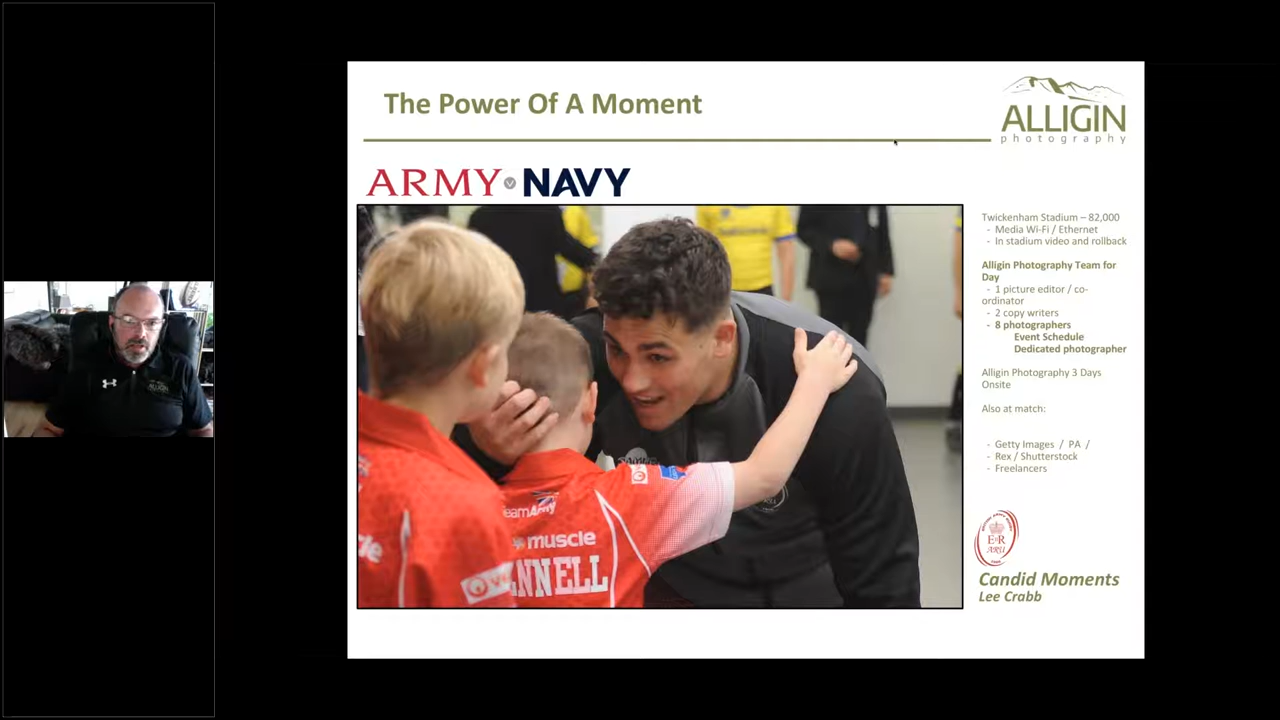 The Power Of A Moment
ALLIGIN
photography
ARMY v NAVY
Twickenham Stadium – 82,000
- Media Wi-Fi / Ethernet
- In stadium video and rollback
Alligin Photography Team for
Day
- 1 picture editor / co-
ordinator
- 2 copy writers
- 8 photographers
Event Schedule
Dedicated photographer
Alligin Photography 3 Days
Onsite
Also at match:
- Getty Images / PA /
- Rex / Shutterstock
- Freelancers
teamArmy
muscle
NNELL
E R
ARU
Candid Moments
Lee Crabb
ALLIGIN